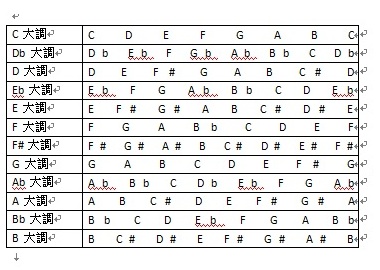 C 大調 C D E F G A B C
Db 大調 D b E b F G b A b B b C D b
D 大調 D E F # G A B C # D
Eb 大調 E b F G A b B b C D E b
E 大調 E F # G # A B C # D # E
F 大調 F G A B b C D E F
F# 大調 F # G # A # B C # D # E # F #
G 大調 G A B C D E F # G
Ab 大調 A b B b C D b E b F G A b
A 大調 A B C # D E F # G # A
Bb 大調 B b C D E b F G A B b
B 大調 B C # D # E F # G # A # B